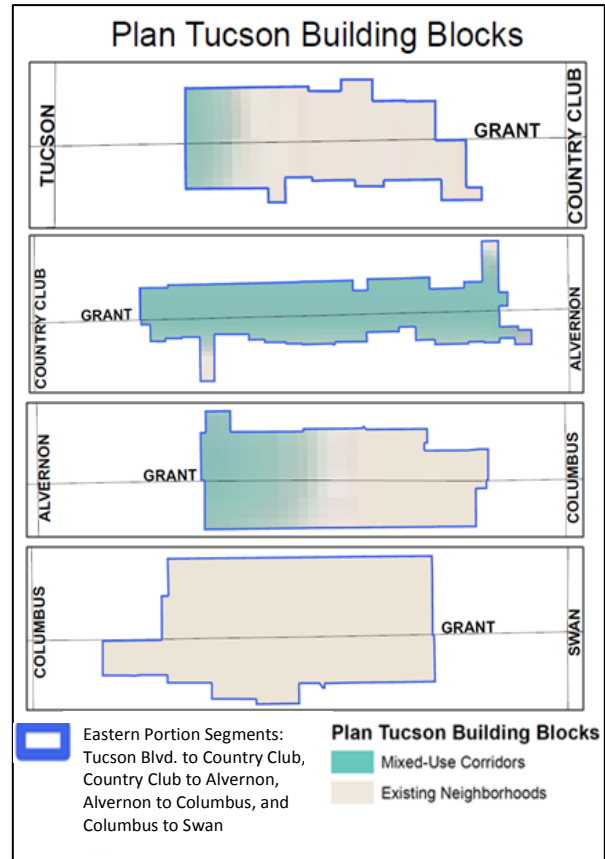 Plan Tucson Building Blocks
TUCSON
GRANT
COUNTRY CLUB
COUNTRY CLUB
GRANT
ALVERNON
ALVERNON
GRANT
COLUMBUS
COLUMBUS
GRANT
SWAN
Eastern Portion Segments:
Tucson Blvd. to Country Club,
Country Club to Alvernon,
Alvernon to Columbus, and
Columbus to Swan
Plan Tucson Building Blocks
Mixed-Use Corridors
Existing Neighborhoods